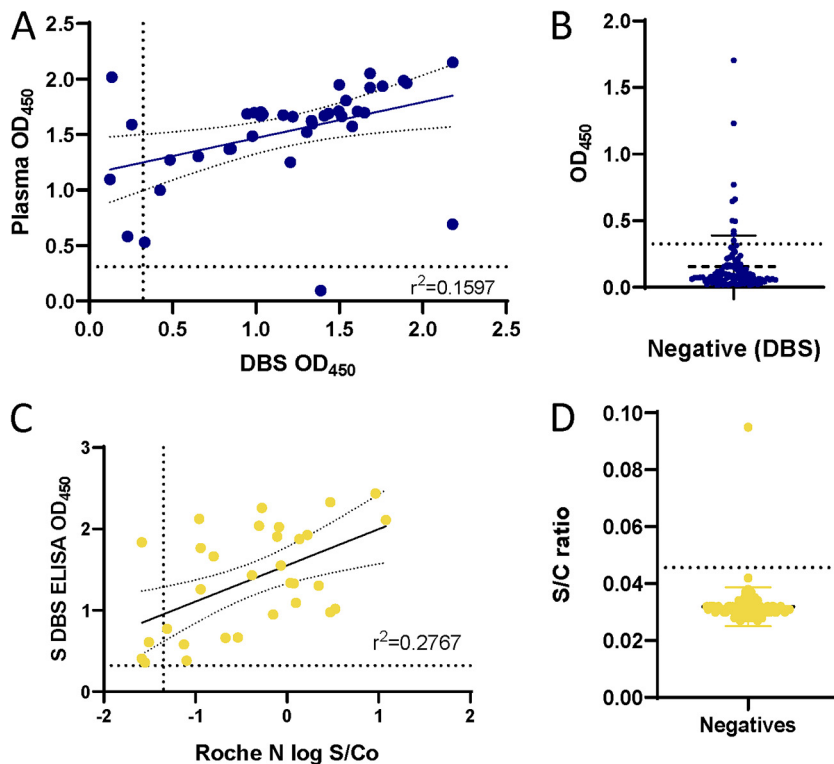 A
Plasma OD450
2.5
2.0
1.5
1.0
0.5
0.0
r²=0.1597
0.0 0.5 1.0 1.5 2.0 2.5
DBS OD450
B
OD450
2.0
1.5
1.0
0.5
0.0
Negative (DBS)
C
S DBS ELISA OD450
3
2
1
0
r²=0.2767
-2 -1 0 1 2
Roche N log S/Co
D
S/C ratio
0.10
0.08
0.06
0.04
0.02
0.00
Negatives